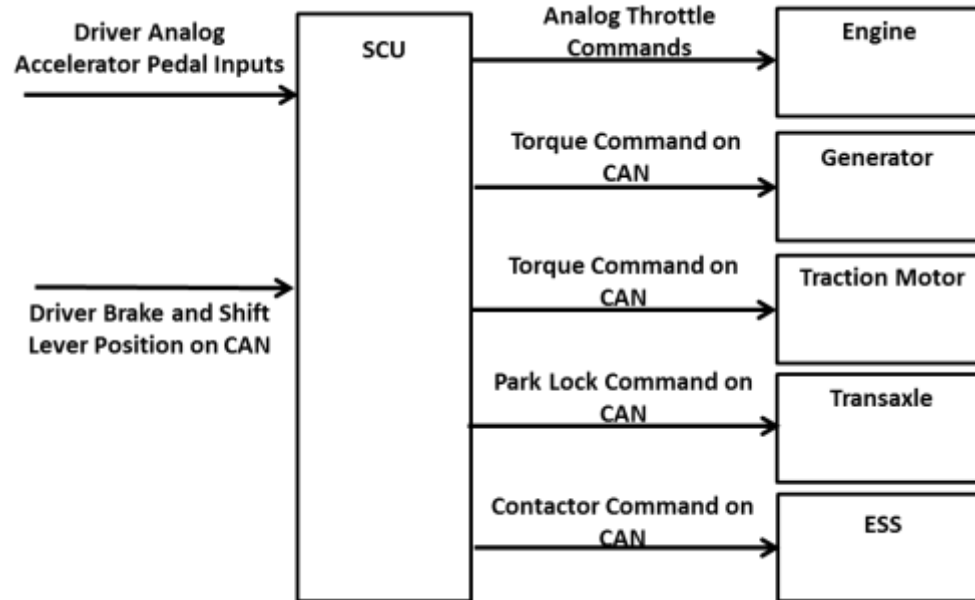 Driver Analog
Accelerator Pedal Inputs
Driver Brake and Shift
Lever Position on CAN
SCU
Analog Throttle
Commands
Torque Command on
CAN
Torque Command on
CAN
Park Lock Command on
CAN
Contactor Command on
CAN
Engine
Generator
Traction Motor
Transaxle
ESS